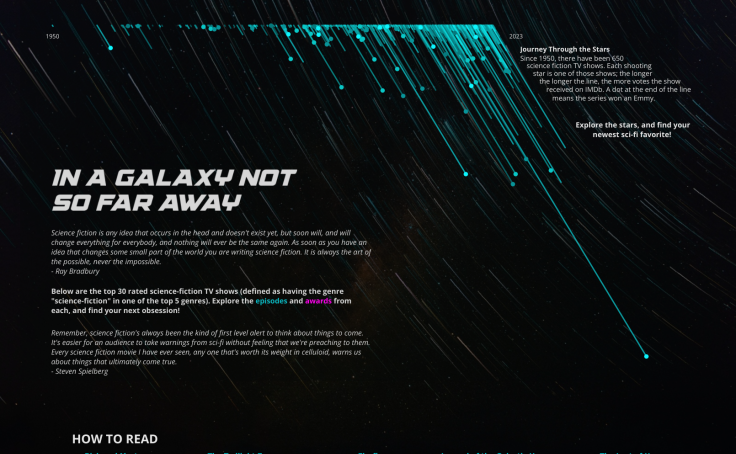 1950
2023
Journey Through the Stars
Since 1950, there have been 650
science fiction TV shows. Each shooting
star is one of those shows; the longer
the longer the line, the more votes the show
received on IMDb. A dot at the end of the line
means the series won an Emmy.
Explore the stars, and find your
newest sci-fi favorite!
IN A GALAXY NOT
SO FAR AWAY
Science fiction is any idea that occurs in the head and doesn't exist yet, but soon will, and will
change everything for everybody, and nothing will ever be the same again. As soon as you have an
idea that changes some small part of the world you are writing science fiction. It is always the art of
the possible, never the impossible.
- Ray Bradbury
Below are the top 30 rated science-fiction TV shows (defined as having the genre
"science-fiction" in one of the top 5 genres). Explore the episodes and awards from
each, and find your next obsession!
Remember, science fiction's always been the kind of first level alert to think about things to come.
It's easier for an audience to take warnings from sci-fi without feeling that we're preaching to them.
Every science fiction movie I have ever seen, any one that's worth its weight in celluloid, warns us
about things that ultimately come true.
- Steven Spielberg
HOW TO READ